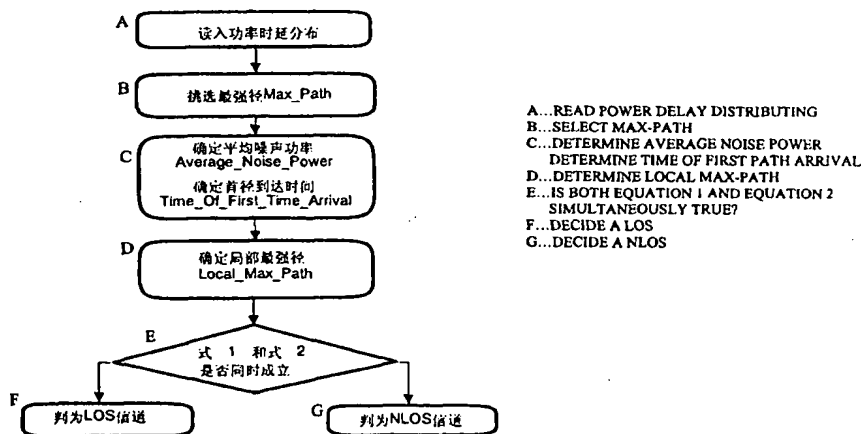 A
读入功率时延分布
B
挑选最强径Max_Path
C
确定平均噪声功率
Average_Noise_Power
确定首径到达时间
Time_Of_First_Time_Arrival
D
确定局部最强径
Local_Max_Path
E
式 1 和式 2
是否同时成立
F
判为LOS信道
G
判为NLOS信道
A...READ POWER DELAY DISTRIBUTING
B...SELECT MAX-PATH
C...DETERMINE AVERAGE NOISE POWER
DETERMINE TIME OF FIRST PATH ARRIVAL
D...DETERMINE LOCAL MAX-PATH
E...IS BOTH EQUATION 1 AND EQUATION 2
SIMULTANEOUSLY TRUE?
F...DECIDE A LOS
G...DECIDE A NLOS